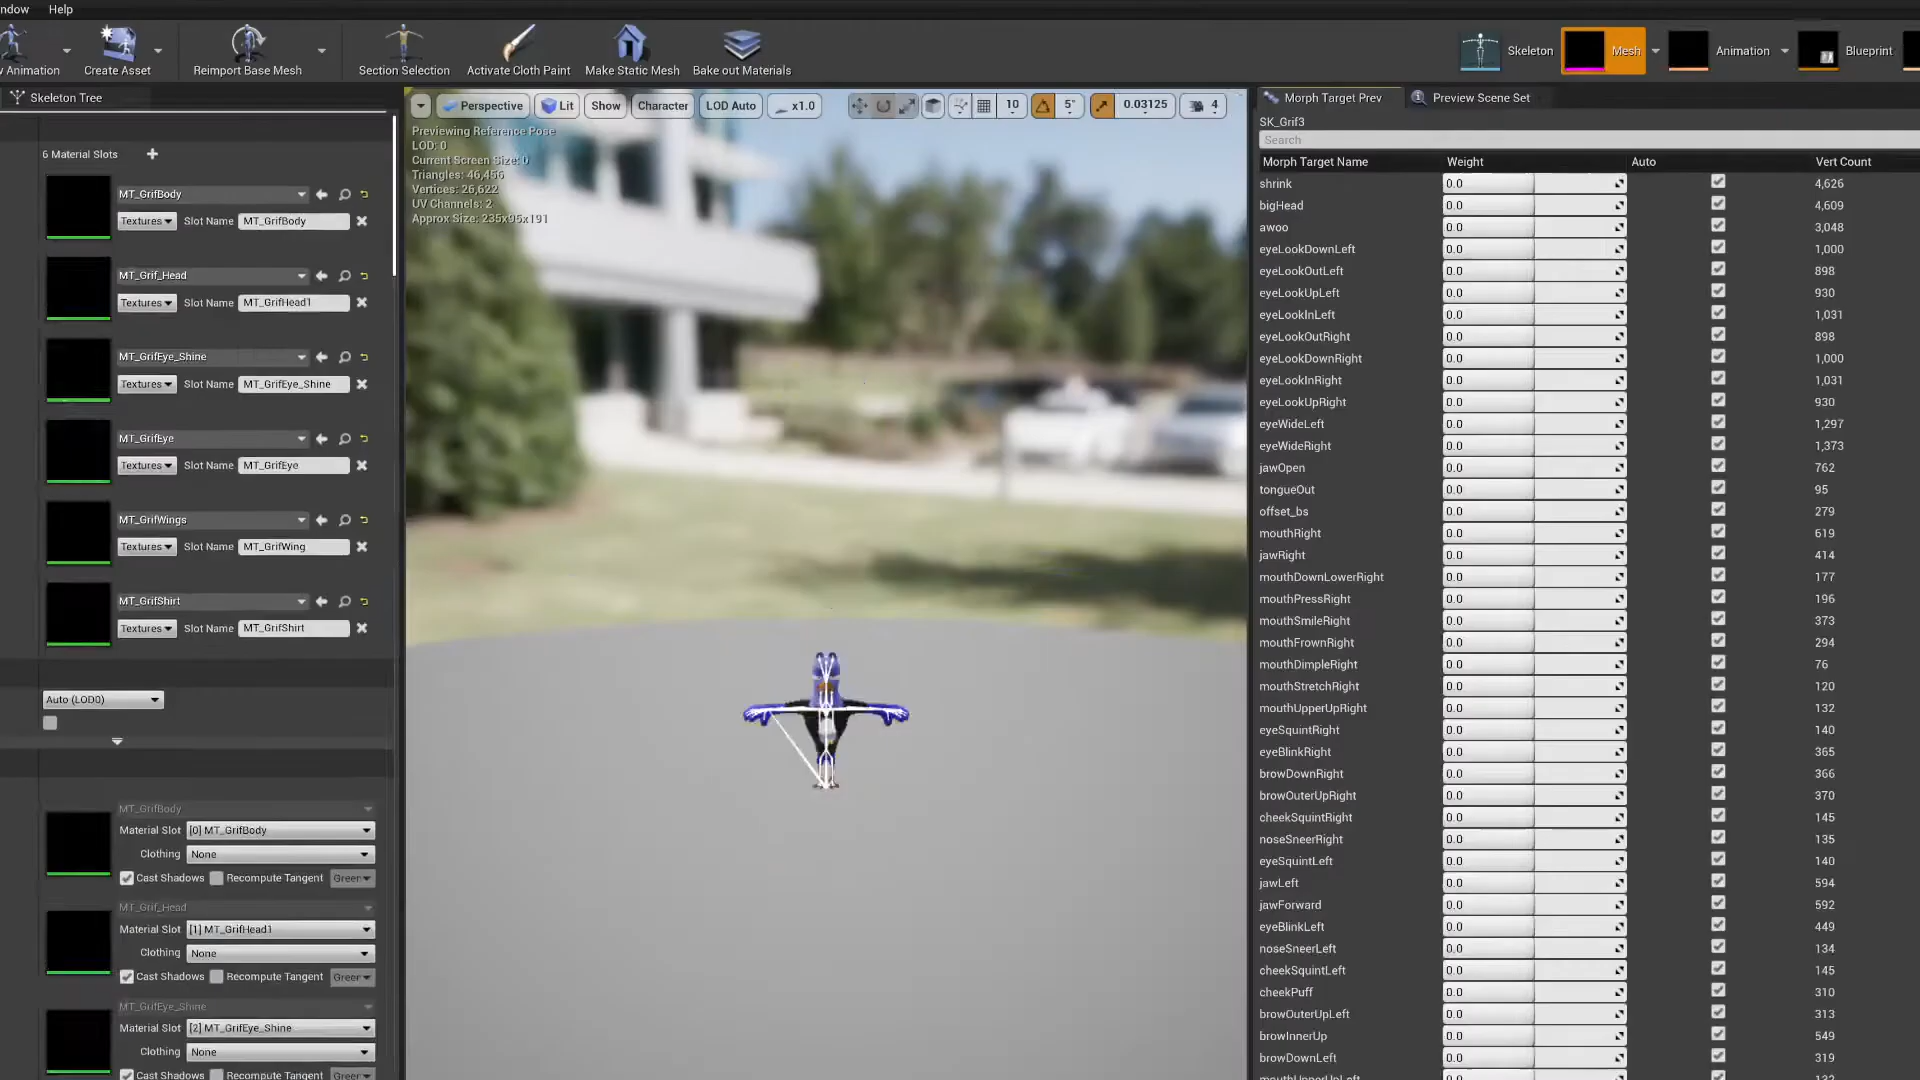 ndow Help
Animation
Create Asset
Reimport Base Mesh
Section Selection
Activate Cloth Paint
Make Static Mesh
Bake out Materials
Skeleton
Mesh
Animation
Blueprint
Skeleton Tree
6 Material Slots
MT_GrifBody
Textures Slot Name MT_GrifBody
MT_Grif_Head
Textures Slot Name MT_GrifHead1
MT_GrifEye_Shine
Textures Slot Name MT_GrifEye_Shine
MT_GrifEye
Textures Slot Name MT_GrifEye
MT_GrifWings
Textures Slot Name MT_GrifWing
MT_GrifShirt
Textures Slot Name MT_GrifShirt
Auto (LOD0)
MT_GrifBody
Material Slot [0] MT_GrifBody
Clothing None
Cast Shadows Recompute Tangent Green
MT_Grif_Head
Material Slot [1] MT_GrifHead1
Clothing None
Cast Shadows Recompute Tangent Green
MT_GrifEye_Shine
Material Slot [2] MT_GrifEye_Shine
Clothing None
Cast Shadows Recompute Tangent Green
Perspective Lit Show Character LOD Auto x1.0 10 5° 0.03125 4
Previewing Reference Pose
LOD: 0
Current Screen Size: 0
Triangles: 46,456
Vertices: 26,622
UV Channels: 2
Approx Size: 235x95x191
Morph Target Prev Preview Scene Set
SK_Grif3
Search
Morph Target Name Weight Auto Vert Count
shrink 0.0 4,626
bigHead 0.0 4,609
awoo 0.0 3,048
eyeLookDownLeft 0.0 1,000
eyeLookOutLeft 0.0 898
eyeLookUpLeft 0.0 930
eyeLookInLeft 0.0 1,031
eyeLookOutRight 0.0 898
eyeLookDownRight 0.0 1,000
eyeLookInRight 0.0 1,031
eyeLookUpRight 0.0 930
eyeWideLeft 0.0 1,297
eyeWideRight 0.0 1,373
jawOpen 0.0 762
tongueOut 0.0 95
offset_bs 0.0 279
mouthRight 0.0 619
jawRight 0.0 414
mouthDownLowerRight 0.0 177
mouthPressRight 0.0 196
mouthSmileRight 0.0 373
mouthFrownRight 0.0 294
mouthDimpleRight 0.0 76
mouthStretchRight 0.0 120
mouthUpperUpRight 0.0 132
eyeSquintRight 0.0 140
eyeBlinkRight 0.0 365
browDownRight 0.0 366
browOuterUpRight 0.0 370
cheekSquintRight 0.0 145
noseSneerRight 0.0 135
eyeSquintLeft 0.0 140
jawLeft 0.0 594
jawForward 0.0 592
eyeBlinkLeft 0.0 449
noseSneerLeft 0.0 134
cheekSquintLeft 0.0 145
cheekPuff 0.0 310
browOuterUpLeft 0.0 313
browInnerUp 0.0 549
browDownLeft 0.0 319
mouthUpperUpLeft 0.0 132